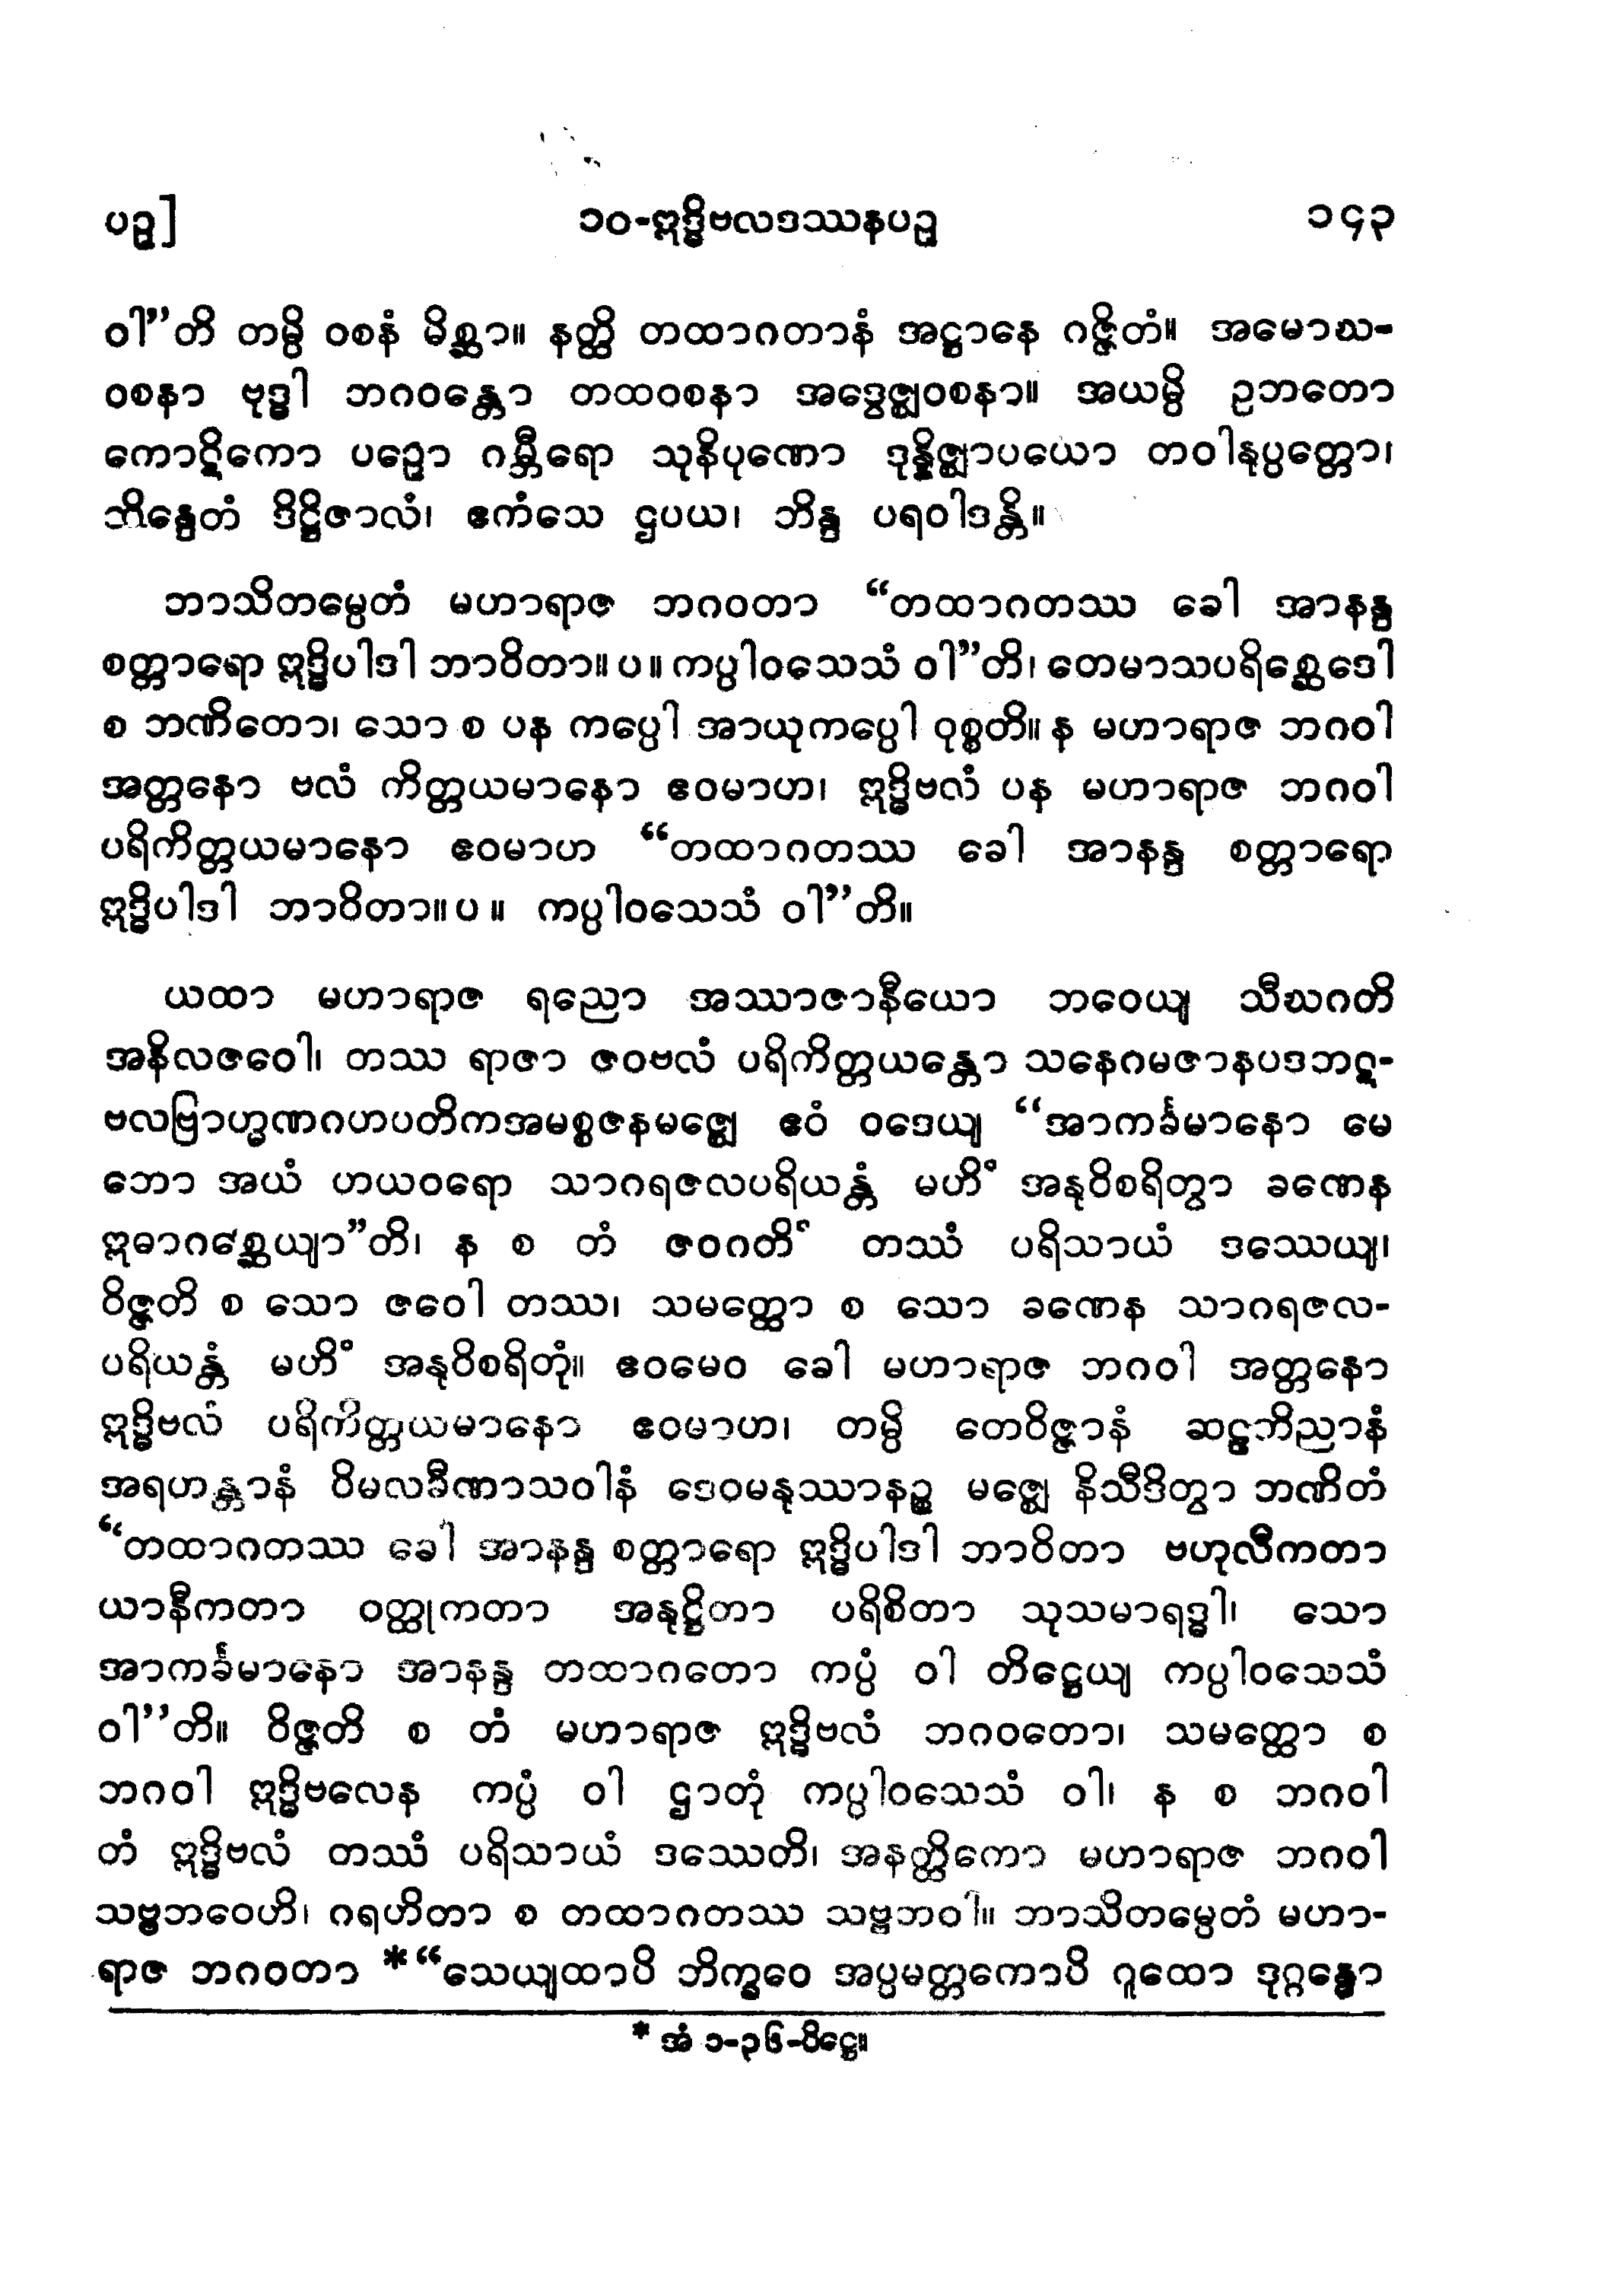 ပဥှ]
၁၀-ဣဒ္ဓိဗလဒဿနပဥှ
၁၄၃
ဝါ”တိ တမ္ပိ ဝစနံ မိစ္ဆာ။ နတ္ထိ တထာဂတာနံ အဋ္ဌာနေ ဂဇ္ဇိတံ။ အမောဃ-
ဝစနာ ဗုဒ္ဓါ ဘဂဝန္တော တထဝစနာ အဒွေဇ္ဈဝစနာ။ အယမ္ပိ ဥဘတော
ကောဋိကော ပဥှော ဂမ္ဘီရော သုနိပုဏော ဒုန္နိဇ္ဈာပယော တဝါနုပ္ပတ္တော၊
ဘိန္ဒေတံ ဒိဋ္ဌိဇာလံ၊ ဧကံသေ ဌပယ၊ ဘိန္ဒ ပရဝါဒန္တိ။
ဘာသိတမ္ပေတံ မဟာရာဇ ဘဂဝတာ “တထာဂတဿ ခေါ အာနန္ဒ
စတ္တာရော ဣဒ္ဓိပါဒါ ဘာဝိတာ။ ပ။ ကပ္ပါဝသေသံ ဝါ”တိ၊ တေမာသပရိစ္ဆေဒေါ
စ ဘဏိတော၊ သော စ ပန ကပ္ပေါ အာယုကပ္ပေါ ဝုစ္စတိ။ န မဟာရာဇ ဘဂဝါ
အတ္တနော ဗလံ ကိတ္တယမာနော ဧဝမာဟ၊ ဣဒ္ဓိဗလံ ပန မဟာရာဇ ဘဂဝါ
ပရိကိတ္တယမာနော ဧဝမာဟ “တထာဂတဿ ခေါ အာနန္ဒ စတ္တာရော
ဣဒ္ဓိပါဒါ ဘာဝိတာ။ပ ။ ကပ္ပါဝသေသံ ဝါ”တိ။
ယထာ မဟာရာဇ ရညော အဿာဇာနီယော ဘဝေယျ သီဃဂတိ
အနိလဇဝေါ၊ တဿ ရာဇာ ဇဝဗလံ ပရိကိတ္တယန္တော သနေဂမဇာနပဒဘဋ-
ဗလဗြာဟ္မဏဂဟပတိကအမစ္စဇနမဇ္ဈေ ဧဝံ ဝဒေယျ “အာကင်္ခမာနော မေ
ဘော အယံ ဟယဝရော သာဂရဇလပရိယန္တံ မဟိံ အနုဝိစရိတွာ ခဏေန
ဣဓာဂစ္ဆေယျာ”တိ၊ န စ တံ ဇဝဂတိံ တဿံ ပရိသာယံ ဒဿေယျ၊
ဝိဇ္ဇတိ စ သော ဇဝေါ တဿ၊ သမတ္ထော စ သော ခဏေန သာဂရဇလ-
ပရိယန္တံ မဟိံ အနုဝိစရိတုံ။ ဧဝမေဝ ခေါ မဟာရာဇ ဘဂဝါ အတ္တနော
ဣဒ္ဓိဗလံ ပရိကိတ္တယမာနော ဧဝမာဟ၊ တမ္ပိ တေဝိဇ္ဇာနံ ဆဠဘိညာနံ
အရဟန္တာနံ ဝိမလခီဏာသဝါနံ ဒေဝမနုဿာနဉ္စ မဇ္ဈေ နိသီဒိတွာ ဘဏိတံ
“တထာဂတဿ ခေါ အာနန္ဒ စတ္တာရော ဣဒ္ဓိပါဒါ ဘာဝိတာ ဗဟုလီကတာ
ယာနီကတာ ဝတ္ထုကတာ အနုဋ္ဌိတာ ပရိစိတာ သုသမာရဒ္ဓါ၊ သော
အာကင်္ခမာနော အာနန္ဒ တထာဂတော ကပ္ပံ ဝါ တိဋ္ဌေယျ ကပ္ပါဝသေသံ
ဝါ”တိ။ ဝိဇ္ဇတိ စ တံ မဟာရာဇ ဣဒ္ဓိဗလံ ဘဂဝတော၊ သမတ္ထော စ
ဘဂဝါ ဣဒ္ဓိဗလေန ကပ္ပံ ဝါ ဌာတုံ ကပ္ပါဝသေသံ ဝါ၊ န စ ဘဂဝါ
တံ ဣဒ္ဓိဗလံ တဿံ ပရိသာယံ ဒဿေတိ၊ အနတ္ထိကော မဟာရာဇ ဘဂဝါ
သဗ္ဗဘဝေဟိ၊ ဂရဟိတာ စ တထာဂတဿ သဗ္ဗဘဝါ။ ဘာသိတမ္ပေတံ မဟာ-
ရာဇ ဘဂဝတာ *“သေယျထာပိ ဘိက္ခဝေ အပ္ပမတ္တကောပိ ဂူထော ဒုဂ္ဂန္ဓော
* အံ ၁-၃၆-ပိဋ္ဌေ။